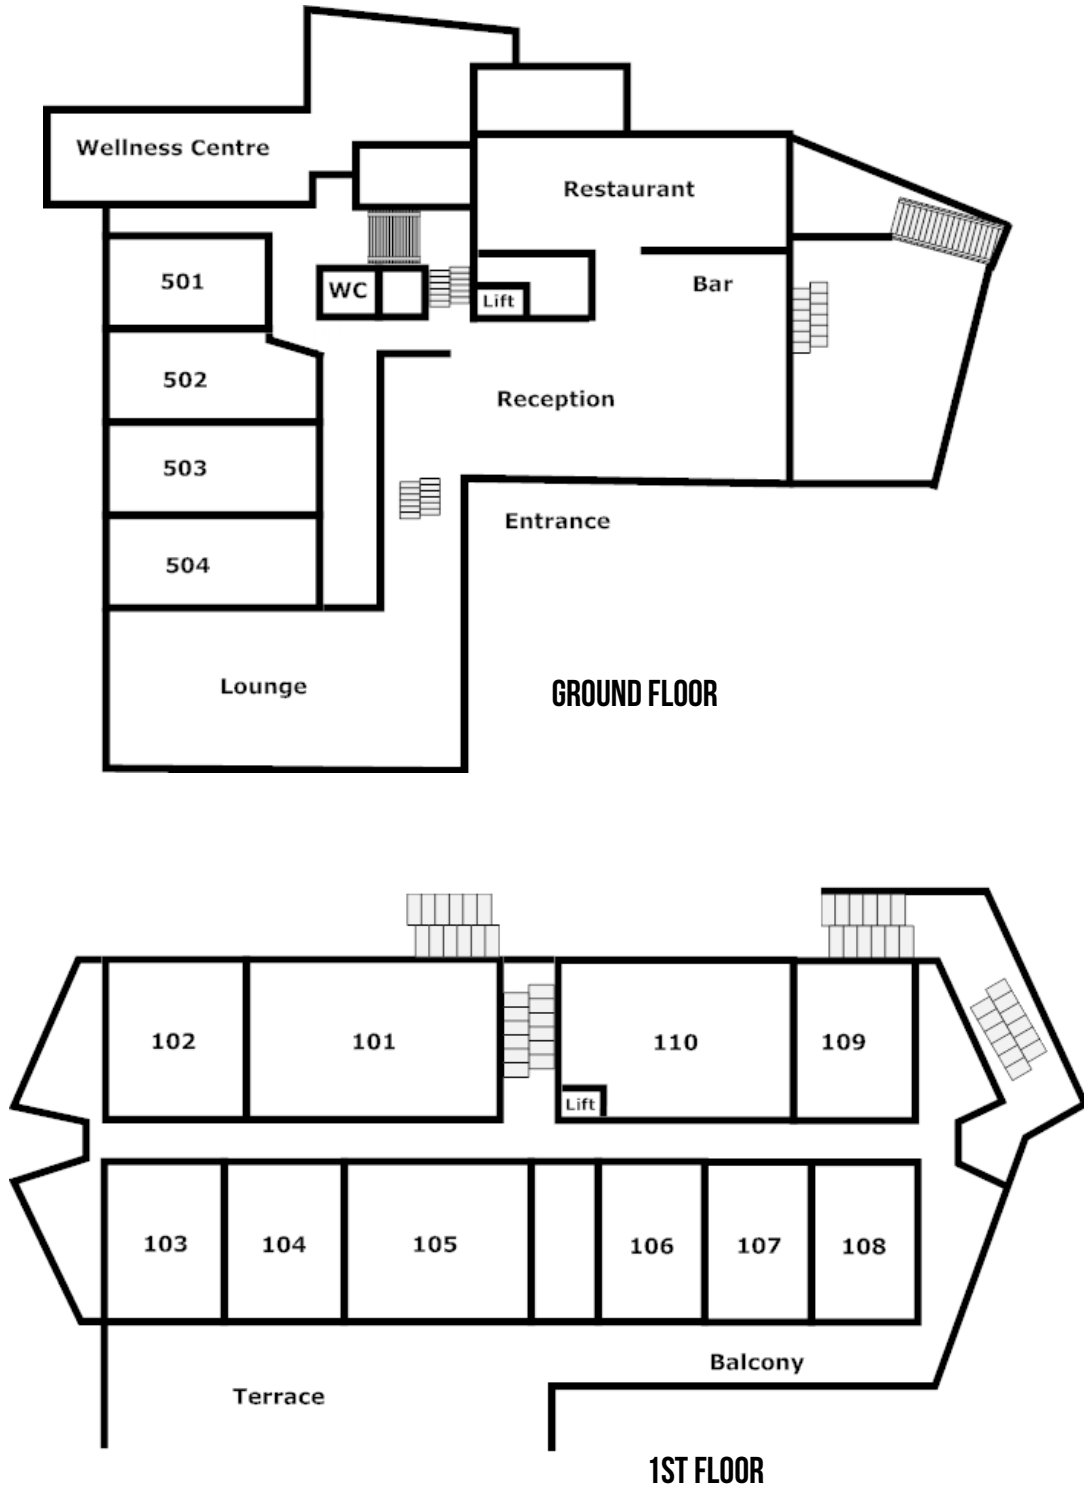 Wellness Centre
Restaurant
501
WC
Lift
Bar
502
Reception
503
Entrance
504
Lounge
GROUND FLOOR
102
101
110
109
Lift
103
104
105
106
107
108
Balcony
Terrace
1ST FLOOR